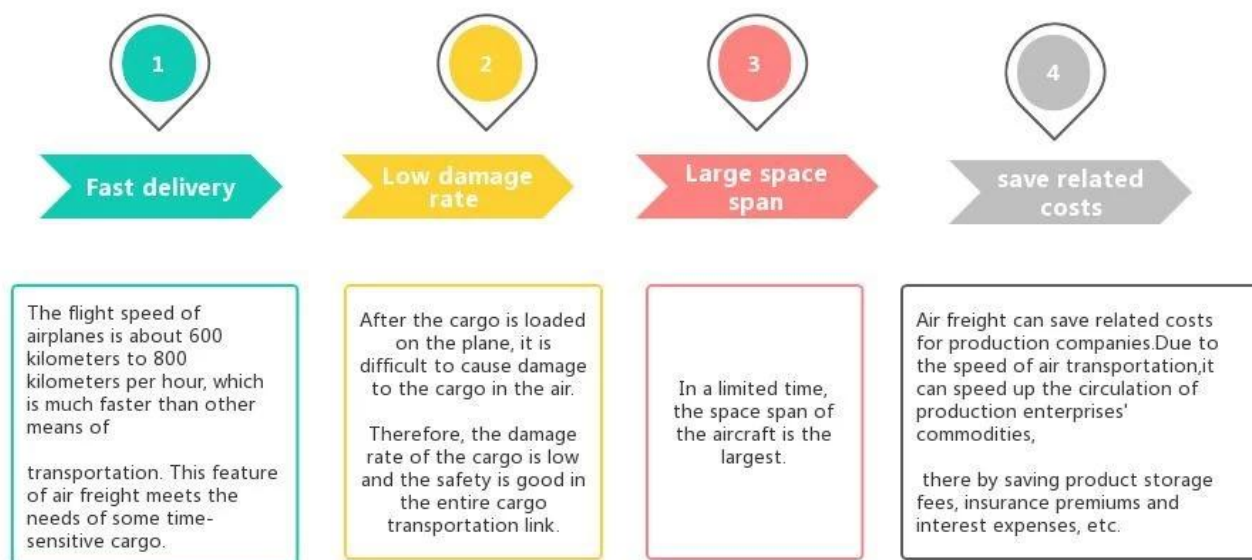 1
Fast delivery
The flight speed of
airplanes is about 600
kilometers to 800
kilometers per hour, which
is much faster than other
means of
transportation. This feature
of air freight meets the
needs of some time-
sensitive cargo.
2
Low damage
rate
After the cargo is loaded
on the plane, it is
difficult to cause damage
to the cargo in the air.
Therefore, the damage
rate of the cargo is low
and the safety is good in
the entire cargo
transportation link.
3
Large space
span
In a limited time,
the space span of
the aircraft is the
largest.
4
save related
costs
Air freight can save related costs
for production companies.Due to
the speed of air transportation,it
can speed up the circulation of
production enterprises'
commodities,
there by saving product storage
fees, insurance premiums and
interest expenses, etc.